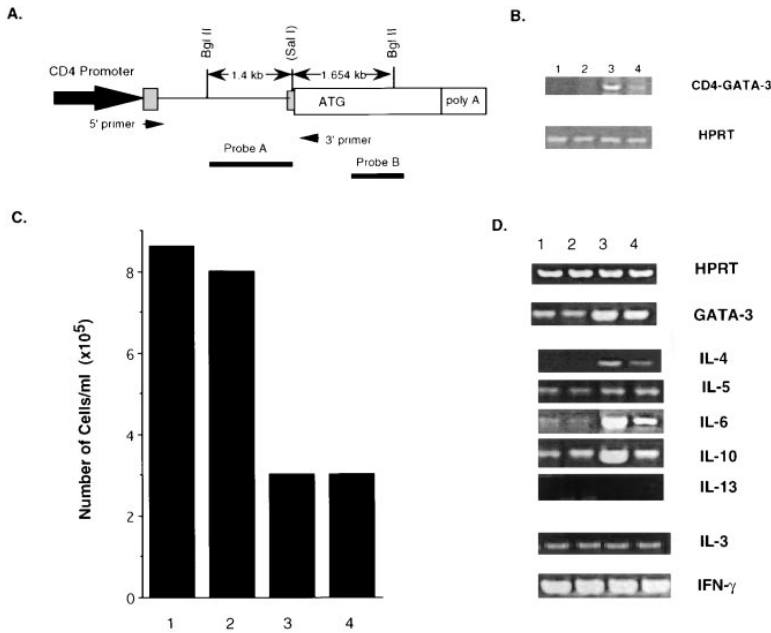 A.
Bgl II
(Sal I)
Bgl II
CD4 Promoter
1.4 kb
1.654 kb
ATG
poly A
5' primer
3' primer
Probe A
Probe B
B.
1 2 3 4
CD4-GATA-3
HPRT
C.
Number of Cells/ml (x10⁵)
8
6
4
2
0
1 2 3 4
D.
1 2 3 4
HPRT
GATA-3
IL-4
IL-5
IL-6
IL-10
IL-13
IL-3
IFN-γ